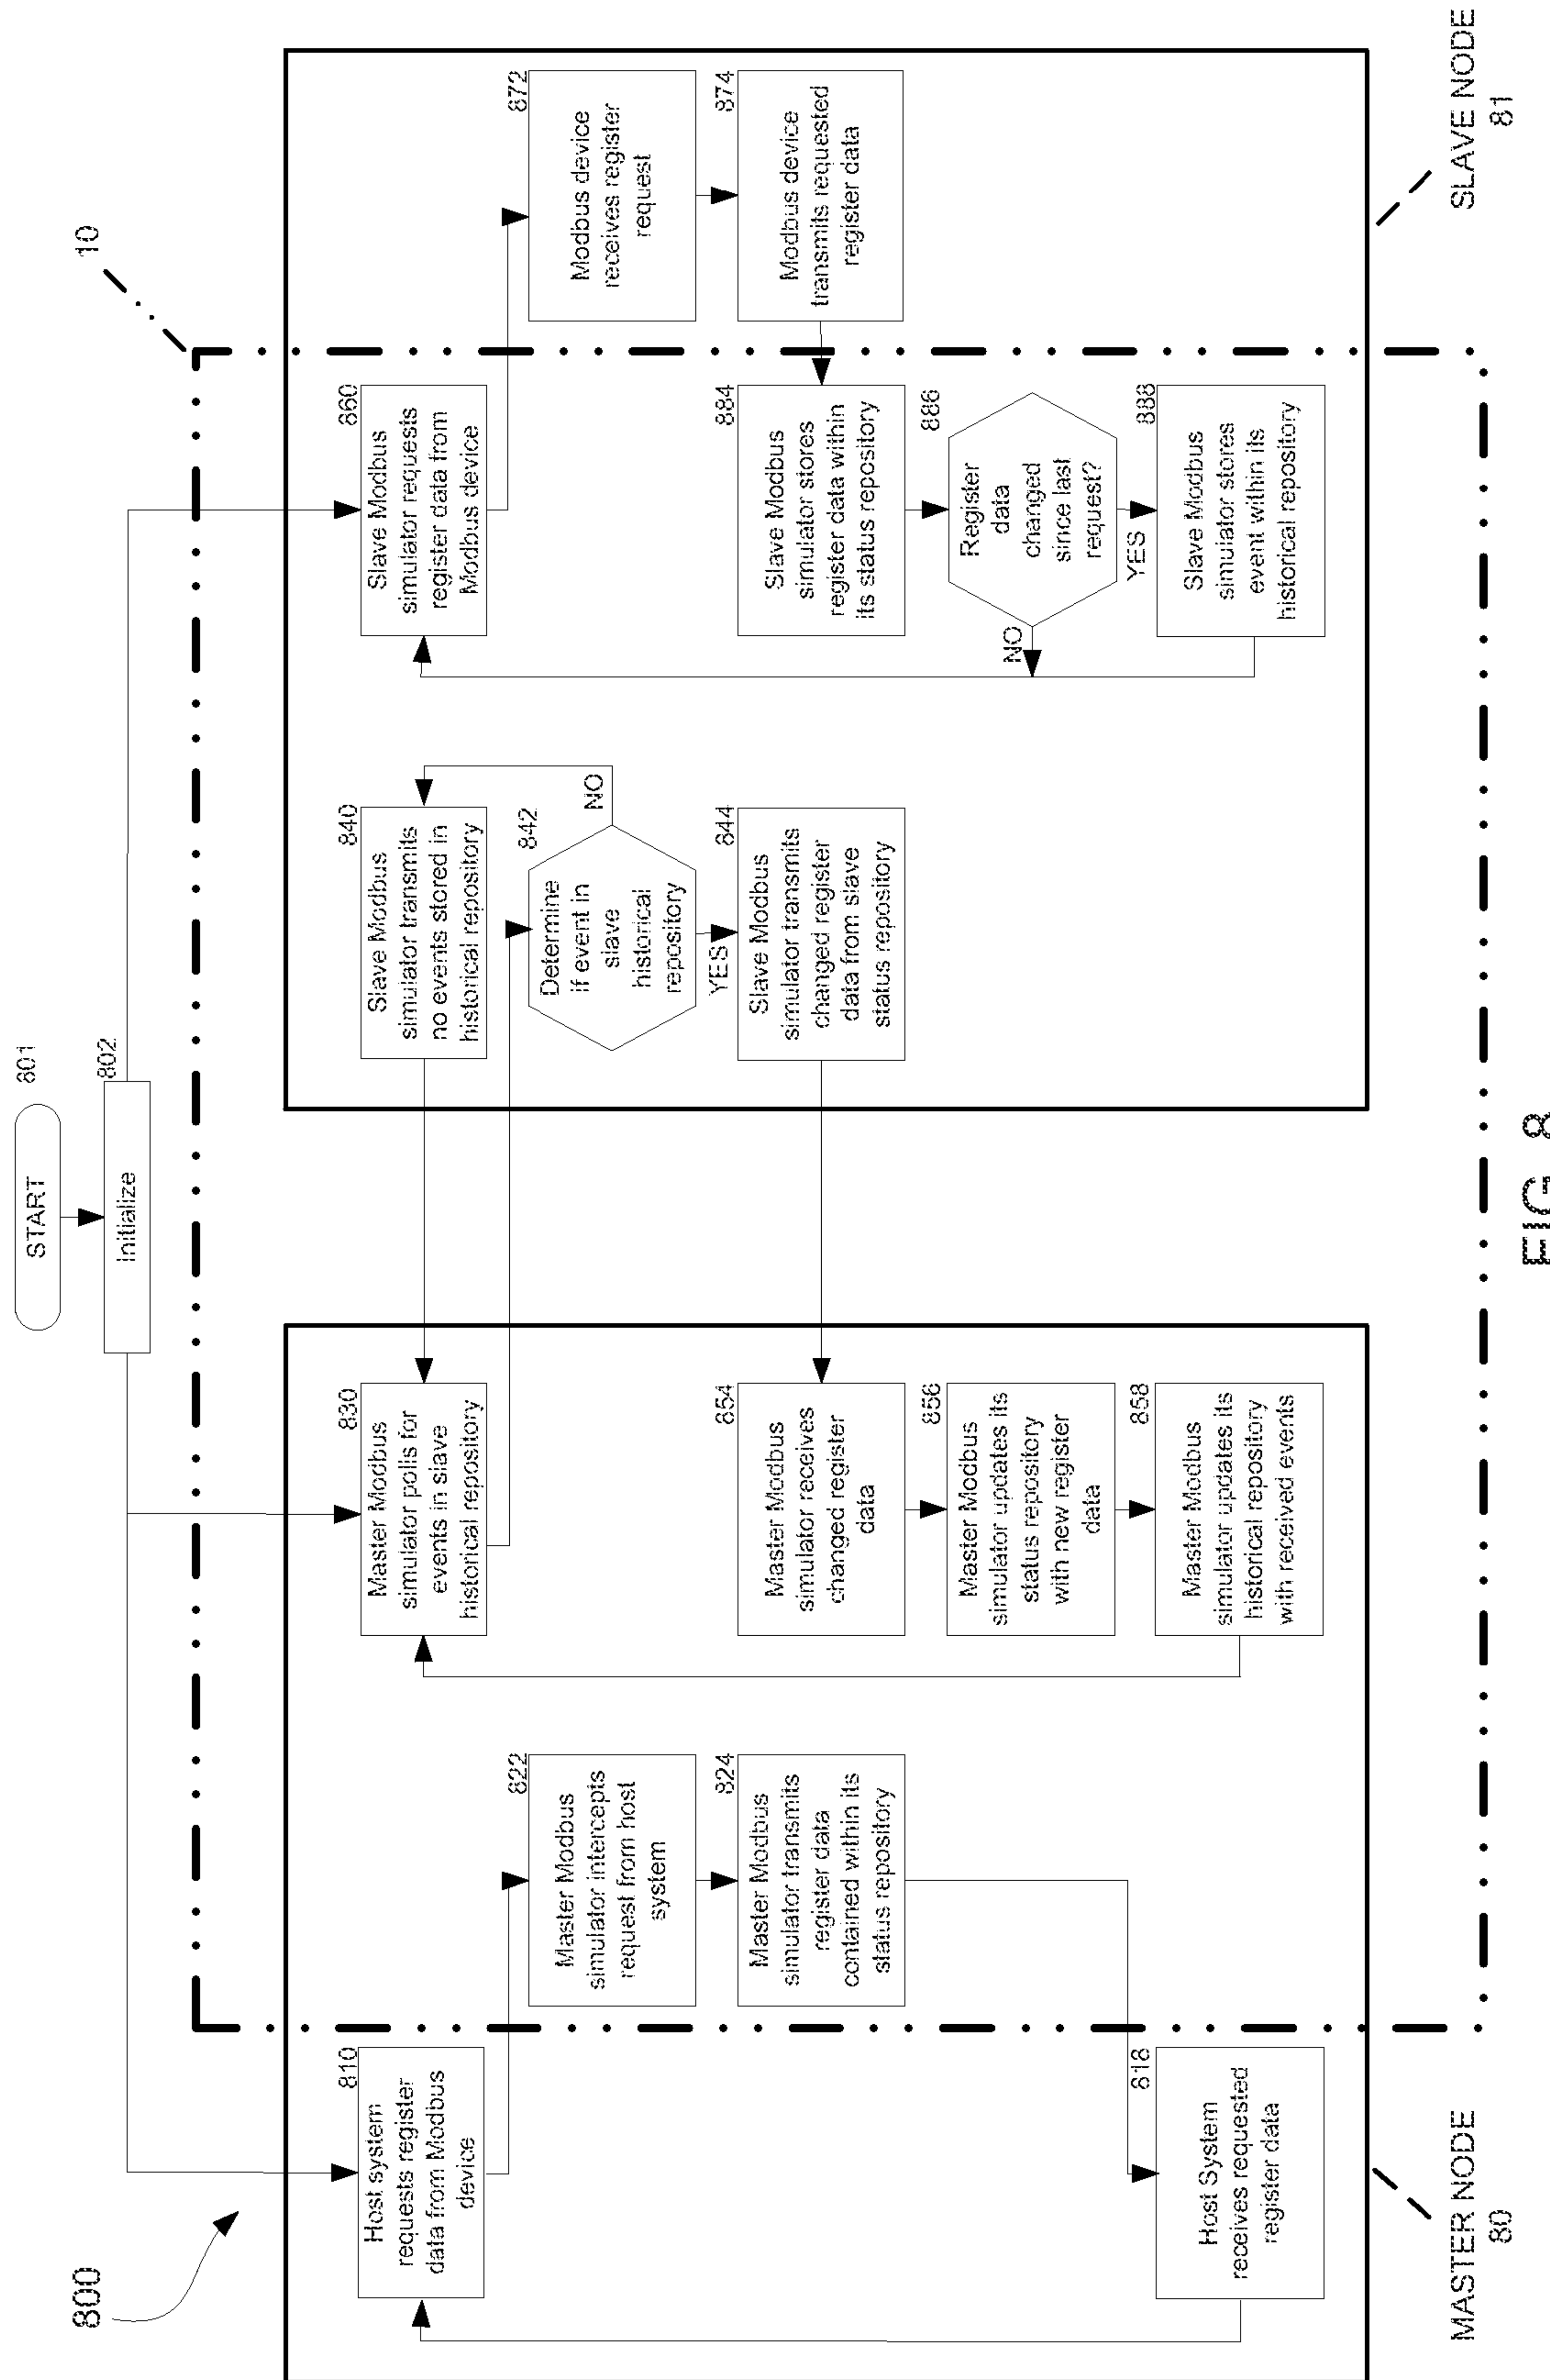 800
START
801
Initialize
802
10
810
Host system
requests register
data from Modbus
device
822
Master Modbus
simulator intercepts
request from host
system
824
Master Modbus
simulator transmits
register data
contained within its
status repository
818
Host System
receives requested
register data
830
Master Modbus
simulator polls for
events in slave
historical repository
854
Master Modbus
simulator receives
changed register
data
856
Master Modbus
simulator updates its
status repository
with new register
data
858
Master Modbus
simulator updates its
historical repository
with received events
840
Slave Modbus
simulator transmits
no events stored in
historical repository
842
Determine
if event in
slave
historical
repository
NO
YES
844
Slave Modbus
simulator transmits
changed register
data from slave
status repository
860
Slave Modbus
simulator requests
register data from
Modbus device
872
Modbus device
receives register
request
874
Modbus device
transmits requested
register data
884
Slave Modbus
simulator stores
register data within
its status repository
886
Register
data
changed
since last
request?
NO
YES
888
Slave Modbus
simulator stores
event within its
historical repository
MASTER NODE
80
SLAVE NODE
81
FIG. 8